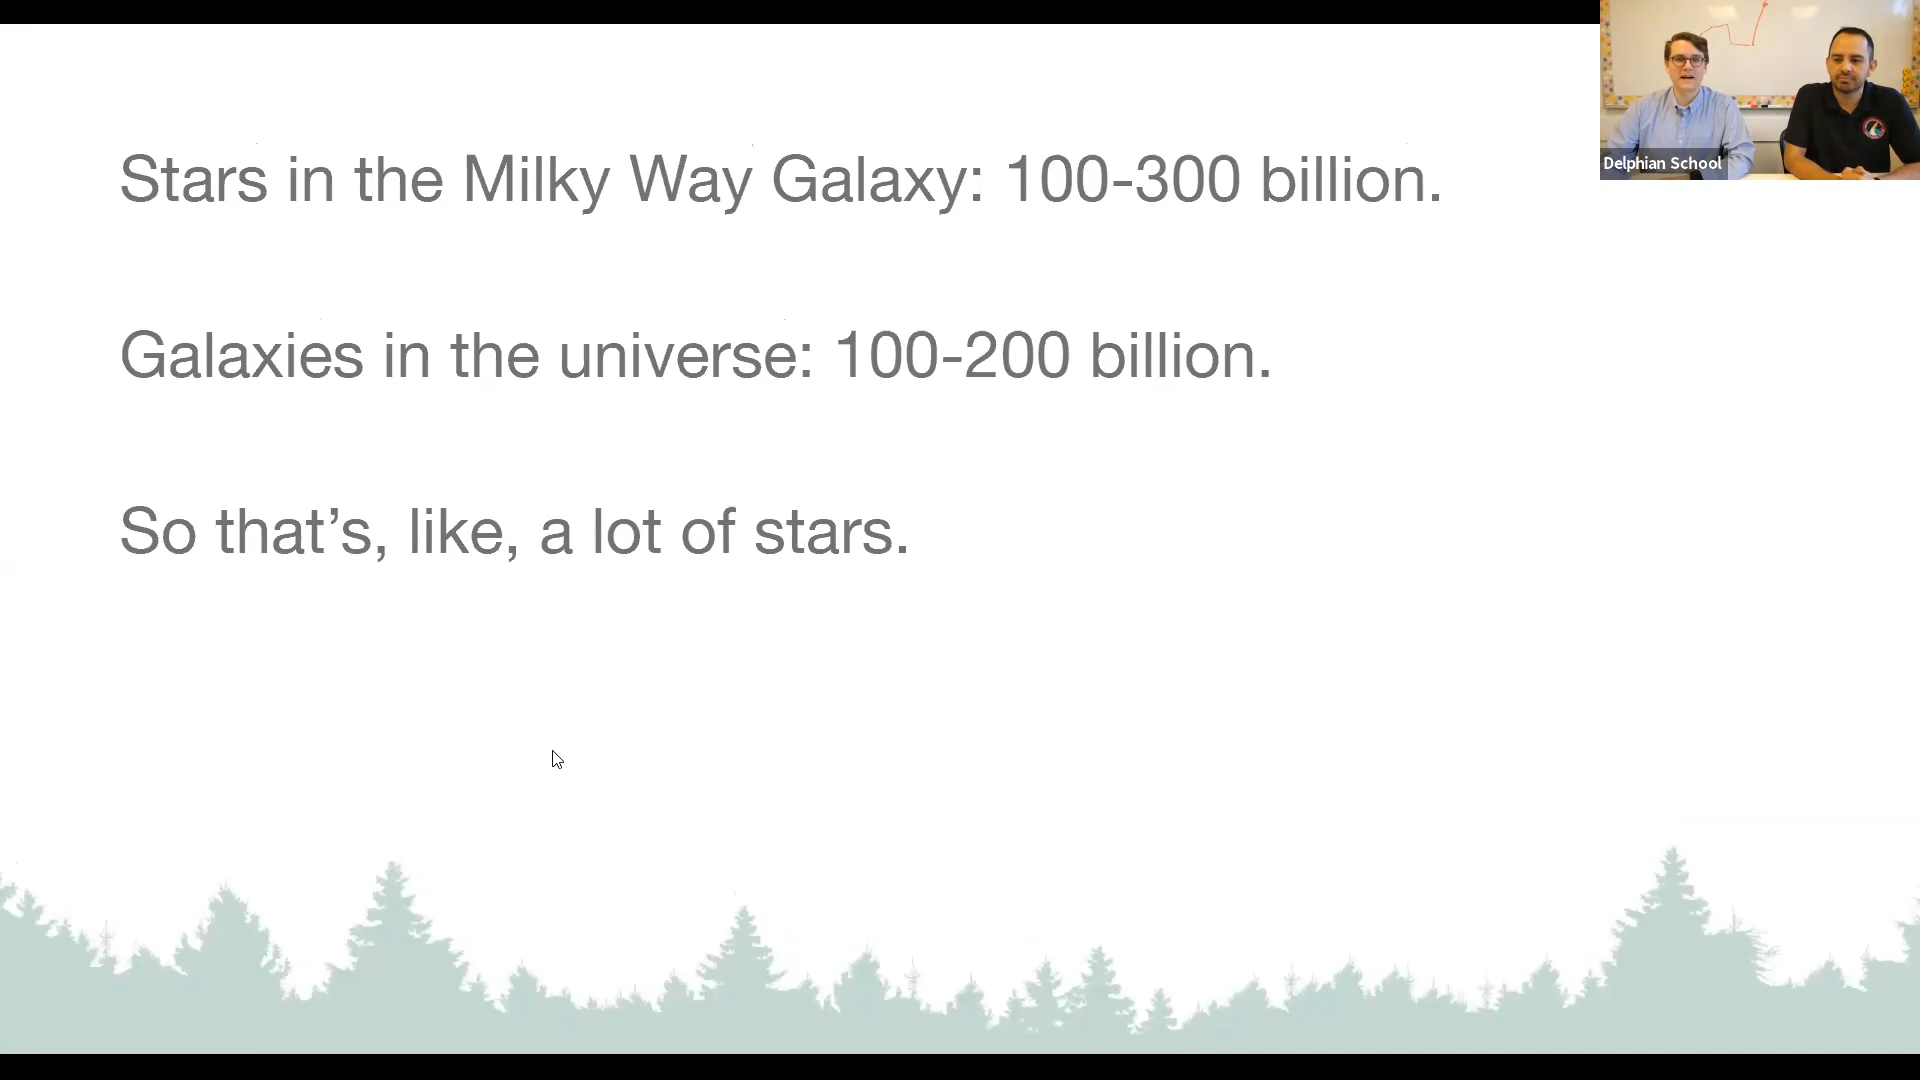 Stars in the Milky Way Galaxy: 100-300 billion.
Galaxies in the universe: 100-200 billion.
So that’s, like, a lot of stars.
Delphian School